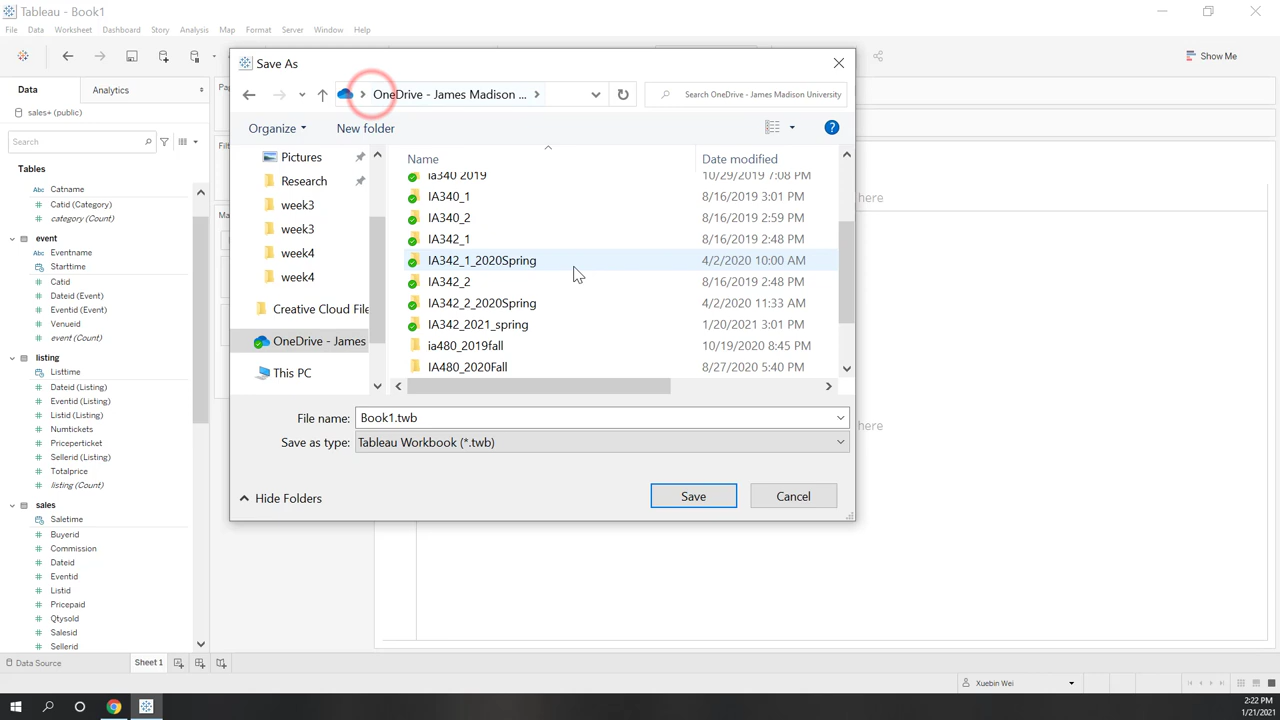 Tableau - Book1
File Data Worksheet Dashboard Story Analysis Map Format Server Window Help
Show Me
Data Analytics
sales+ (public)
Search
Tables
Abc Catname
Catid (Category)
category (Count)
event
Abc Eventname
Starttime
Catid
Dateid (Event)
Eventid (Event)
Venueid
event (Count)
listing
Listtime
Dateid (Listing)
Eventid (Listing)
Listid (Listing)
Numtickets
Priceperticket
Sellerid (Listing)
Totalprice
listing (Count)
sales
Saletime
Buyerid
Commission
Dateid
Eventid
Listid
Pricepaid
Qtysold
Salesid
Sellerid
Save As
OneDrive - James Madison ...
Search OneDrive - James Madison University
Organize New folder
Pictures
Research
week3
week3
week4
week4
Creative Cloud File
OneDrive - James
This PC
Name Date modified
ia340 2019 10/29/2019 7:08 PM
IA340_1 8/16/2019 3:01 PM
IA340_2 8/16/2019 2:59 PM
IA342_1 8/16/2019 2:48 PM
IA342_1_2020Spring 4/2/2020 10:00 AM
IA342_2 8/16/2019 2:48 PM
IA342_2_2020Spring 4/2/2020 11:33 AM
IA342_2021_spring 1/20/2021 3:01 PM
ia480_2019fall 10/19/2020 8:45 PM
IA480_2020Fall 8/27/2020 5:40 PM
File name: Book1.twb
Save as type: Tableau Workbook (*.twb)
Hide Folders
Save Cancel
here
here
Data Source Sheet 1
Xuebin Wei
2:22 PM
1/21/2021